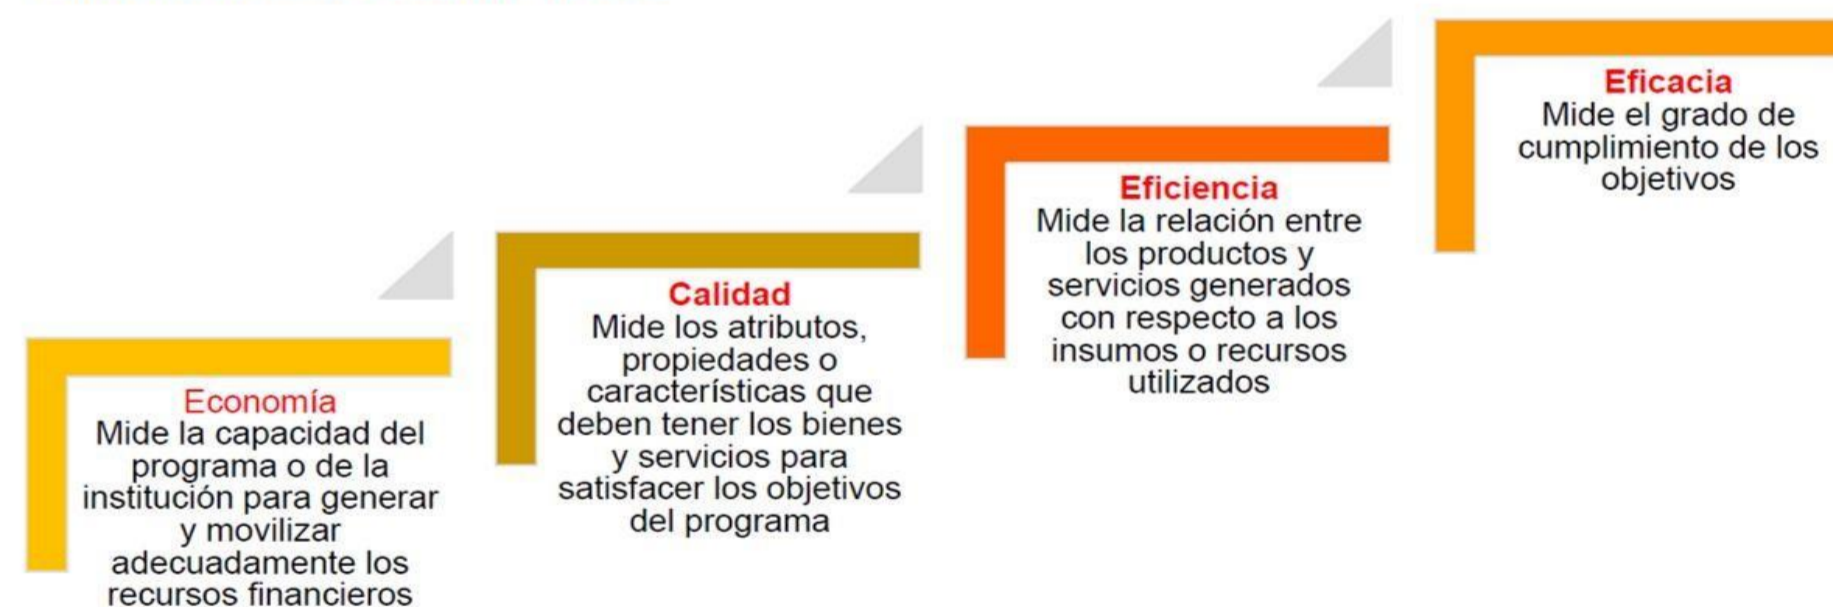 Economía
Mide la capacidad del
programa o de la
institución para generar
y movilizar
adecuadamente los
recursos financieros
Calidad
Mide los atributos,
propiedades o
características que
deben tener los bienes
y servicios para
satisfacer los objetivos
del programa
Eficiencia
Mide la relación entre
los productos y
servicios generados
con respecto a los
insumos o recursos
utilizados
Eficacia
Mide el grado de
cumplimiento de los
objetivos